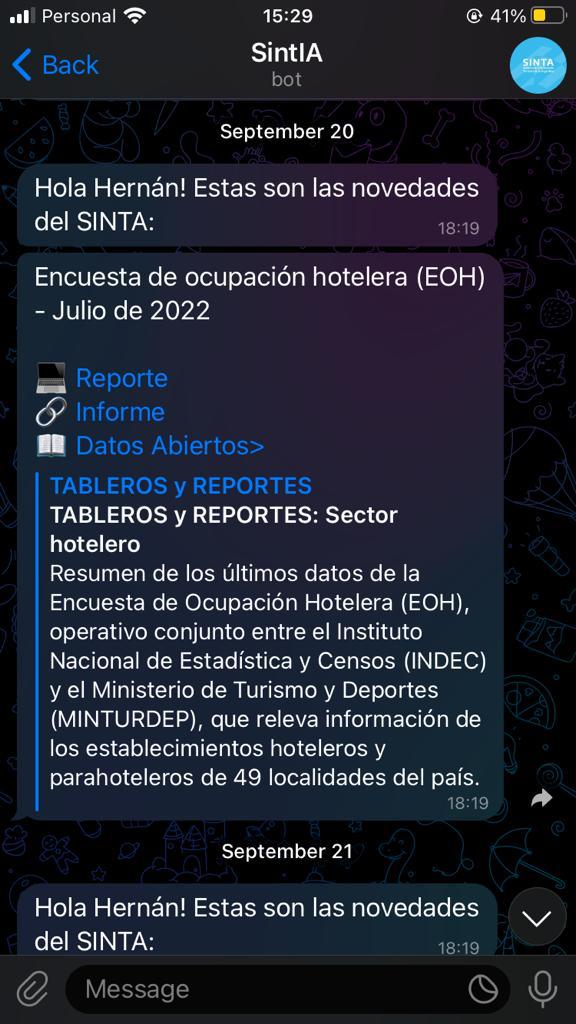 Personal
15:29
41%
Back
SintIA
bot
SINTA
September 20
Hola Hernán! Estas son las novedades
del SINTA:
18:19
Encuesta de ocupación hotelera (EOH)
- Julio de 2022
Reporte
Informe
Datos Abiertos>
TABLEROS y REPORTES
TABLEROS y REPORTES: Sector
hotelero
Resumen de los últimos datos de la
Encuesta de Ocupación Hotelera (EOH),
operativo conjunto entre el Instituto
Nacional de Estadística y Censos (INDEC)
y el Ministerio de Turismo y Deportes
(MINTURDEP), que releva información de
los establecimientos hoteleros y
parahoteleros de 49 localidades del país.
18:19
September 21
Hola Hernán! Estas son las novedades
del SINTA:
18:19
Message